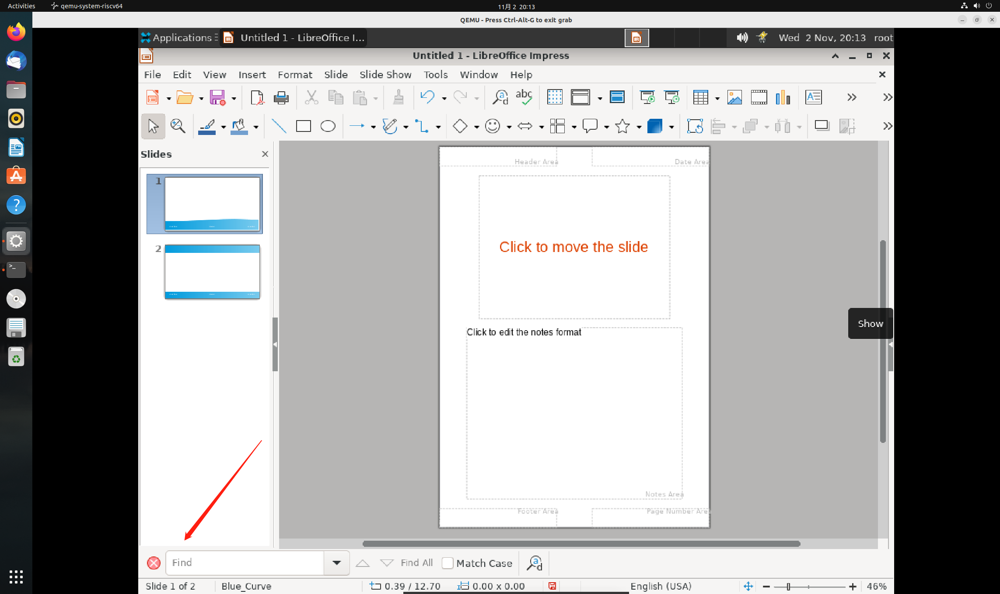 Activities qemu-system-riscv64 11月 2 20:13
QEMU - Press Ctrl-Alt-G to exit grab
Applications Untitled 1 - LibreOffice I... Wed 2 Nov, 20:13 root
Untitled 1 - LibreOffice Impress
File Edit View Insert Format Slide Slide Show Tools Window Help
Slides
1
2
Header Area Date Area
Click to move the slide
Click to edit the notes format
Notes Area
Footer Area Page Number Area
Show
Find Find All Match Case
Slide 1 of 2 Blue_Curve 0.39 / 12.70 0.00 x 0.00 English (USA) 46%